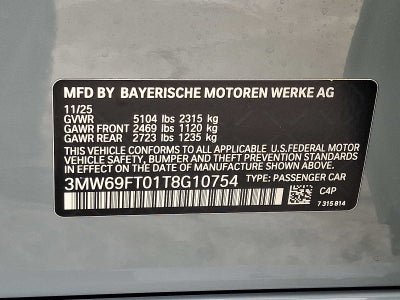 MFD BY BAYERISCHE MOTOREN WERKE AG
11/25
GVWR 5104 lbs 2315 kg
GAWR FRONT 2469 lbs 1120 kg
GAWR REAR 2723 lbs 1235 kg
THIS VEHICLE CONFORMS TO ALL APPLICABLE U.S.FEDERAL MOTOR
VEHICLE SAFETY, BUMPER, AND THEFT PREVENTION STANDARDS
IN EFFECT ON THE DATE OF MANUFACTURE SHOWN ABOVE.
3MW69FT01T8G10754 TYPE: PASSENGER CAR
C4P
7 315 814